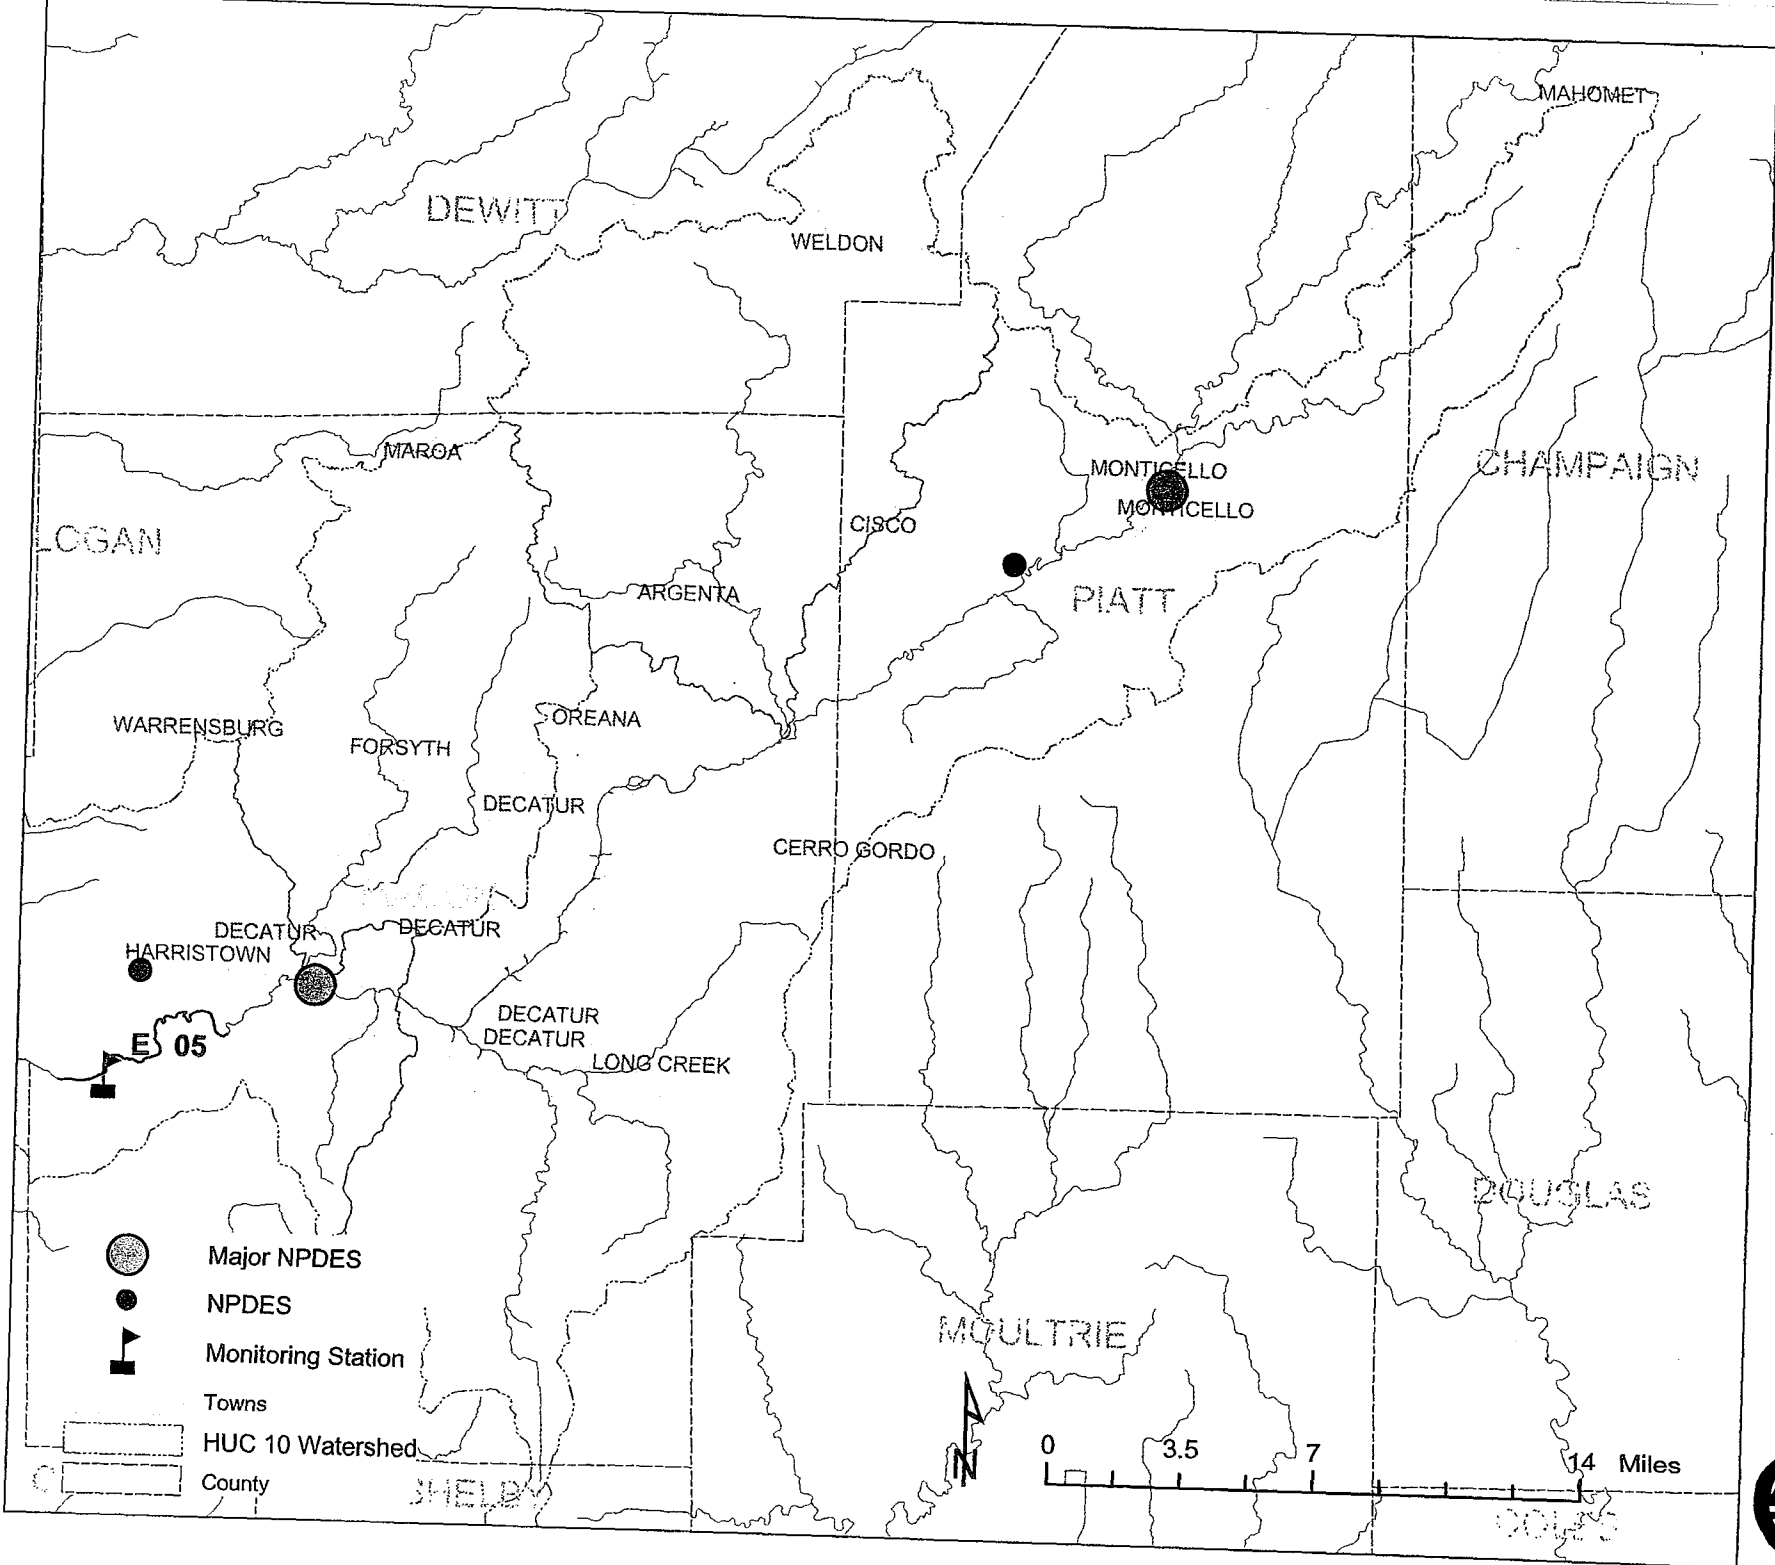 MAHOMET
DEWITT
WELDON
MAROA
MONTICELLO
CHAMPAIGN
MONTICELLO
CISCO
LOGAN
ARGENTA
PIATT
OREANA
WARRENSBURG
FORSYTH
DECATUR
CERRO GORDO
DECATUR
DECATUR
HARRISTOWN
DECATUR
E 05
DECATUR
LONG CREEK
DOUGLAS
Major NPDES
NPDES
MOULTRIE
Monitoring Station
Towns
HUC 10 Watershed
N
0 3.5 7 14 Miles
County
SHELBY
COLES